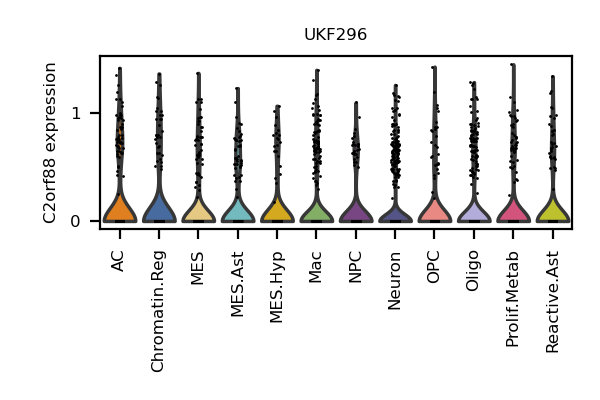 UKF296
C2orf88 expression
1
0
AC
Chromatin.Reg
MES
MES.Ast
MES.Hyp
Mac
NPC
Neuron
OPC
Oligo
Prolif.Metab
Reactive.Ast